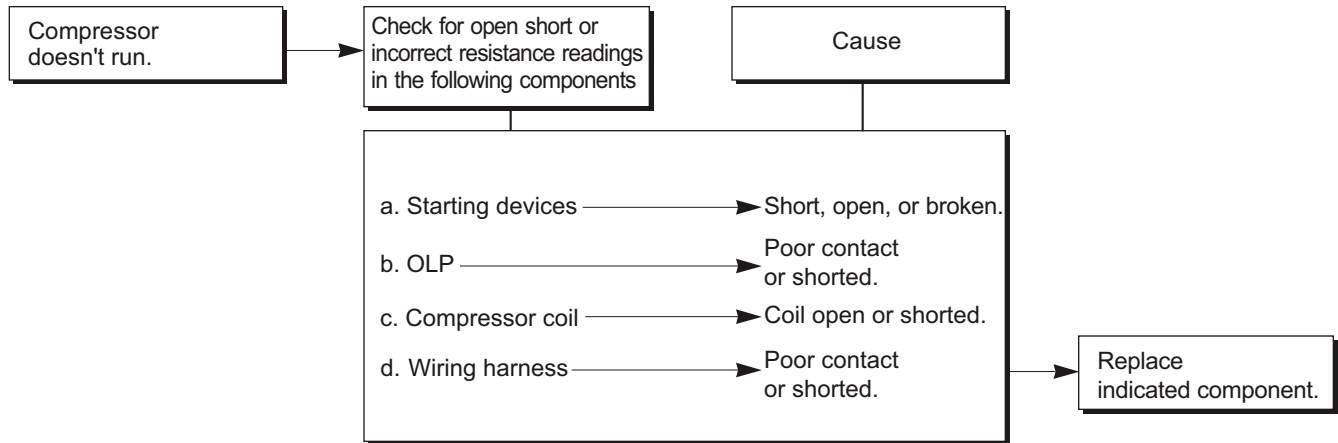 Compressor
doesn't run.
Check for open short or
incorrect resistance readings
in the following components
Cause
a. Starting devices
Short, open, or broken.
b. OLP
Poor contact
or shorted.
c. Compressor coil
Coil open or shorted.
d. Wiring harness
Poor contact
or shorted.
Replace
indicated component.